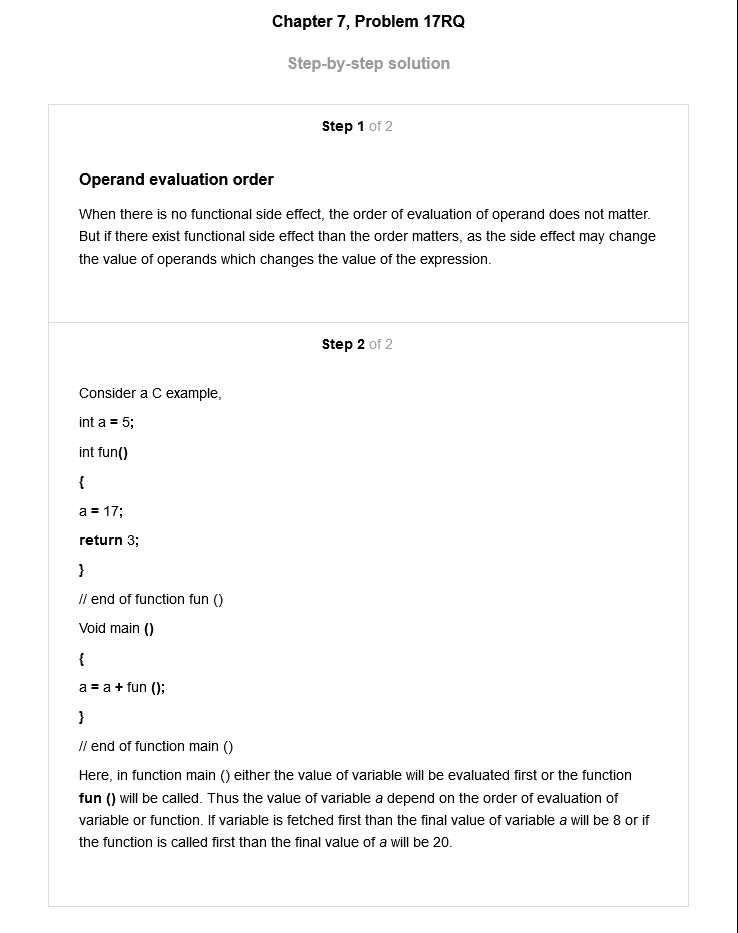 Chapter 7, Problem 17RQ
Step-by-step solution
Step 1 of 2
Operand evaluation order
When there is no functional side effect, the order of evaluation of operand does not matter.
But if there exist functional side effect than the order matters, as the side effect may change
the value of operands which changes the value of the expression.
Step 2 of 2
Consider a C example,
int a = 5;
int fun()
{
a = 17;
return 3;
}
// end of function fun ()
Void main ()
{
a = a + fun ();
}
// end of function main ()
Here, in function main () either the value of variable will be evaluated first or the function
fun () will be called. Thus the value of variable a depend on the order of evaluation of
variable or function. If variable is fetched first than the final value of variable a will be 8 or if
the function is called first than the final value of a will be 20.